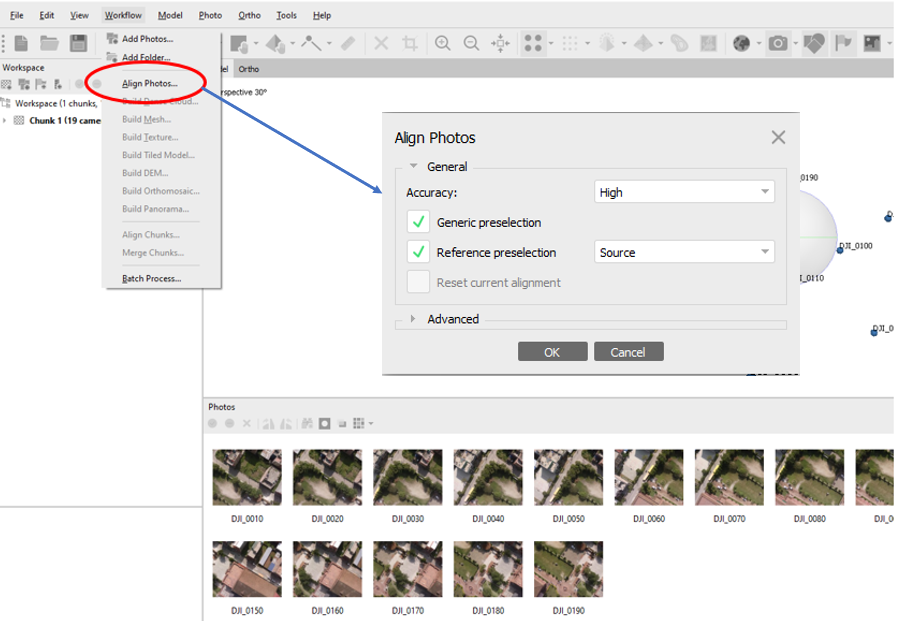 File Edit View Workflow Model Photo Ortho Tools Help
Add Photos...
Add Folder...
Workspace
Ortho
Align Photos...
rspective 30°
Workspace (1 chunks,
Build Dense Cloud...
Chunk 1 (19 came
Build Mesh...
Build Texture...
Build Tiled Model...
Build DEM...
Build Orthomosaic...
Build Panorama...
Align Chunks...
Merge Chunks...
Batch Process...
Align Photos
General
Accuracy: High
Generic preselection
Reference preselection Source
Reset current alignment
Advanced
OK Cancel
0190
DJI_0100
I_0110
DJI_0
Photos
DJI_0010 DJI_0020 DJI_0030 DJI_0040 DJI_0050 DJI_0060 DJI_0070 DJI_0080 DJI_0
DJI_0150 DJI_0160 DJI_0170 DJI_0180 DJI_0190